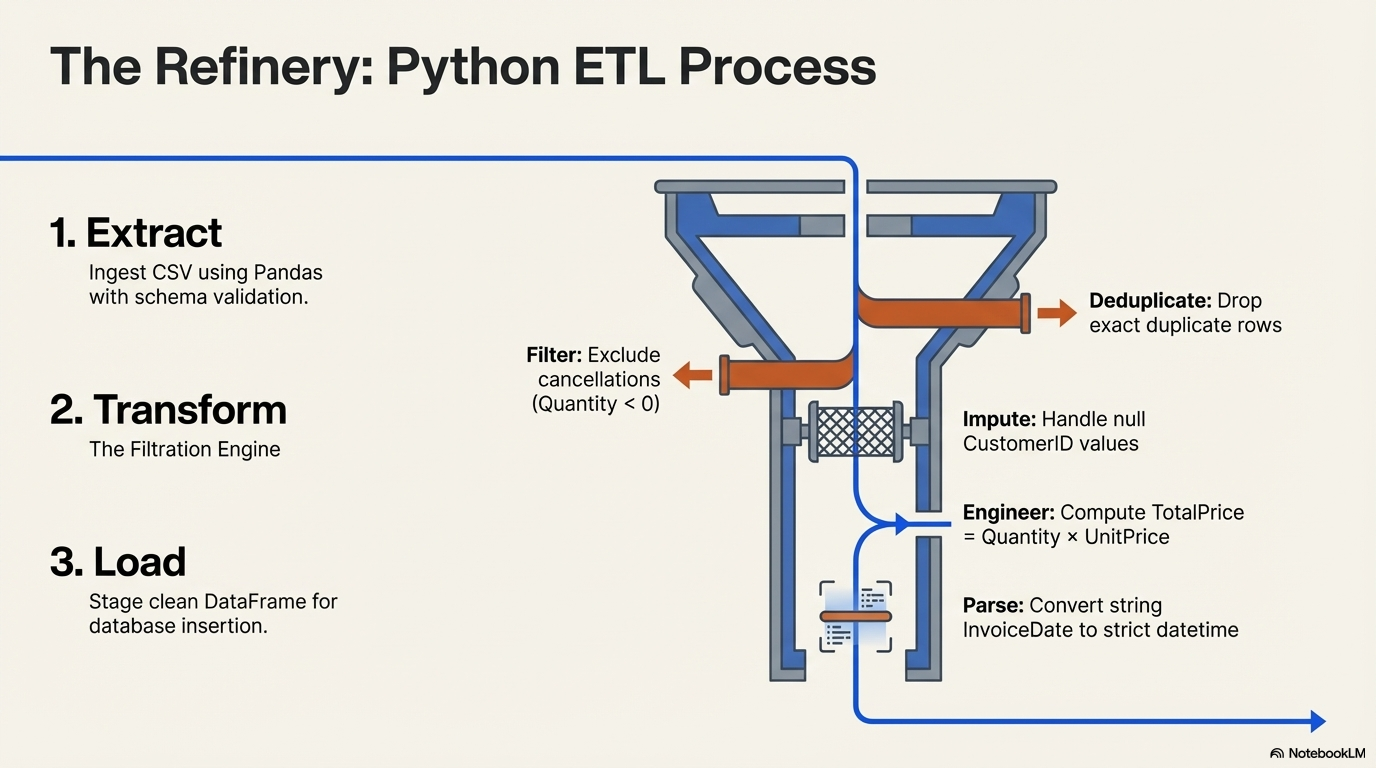 The Refinery: Python ETL Process
1. Extract
Ingest CSV using Pandas
with schema validation.
2. Transform
The Filtration Engine
3. Load
Stage clean DataFrame for
database insertion.
Filter: Exclude
cancellations
(Quantity < 0)
Deduplicate: Drop
exact duplicate rows
Impute: Handle null
CustomerID values
Engineer: Compute TotalPrice
= Quantity × UnitPrice
Parse: Convert string
InvoiceDate to strict datetime
NotebookLM